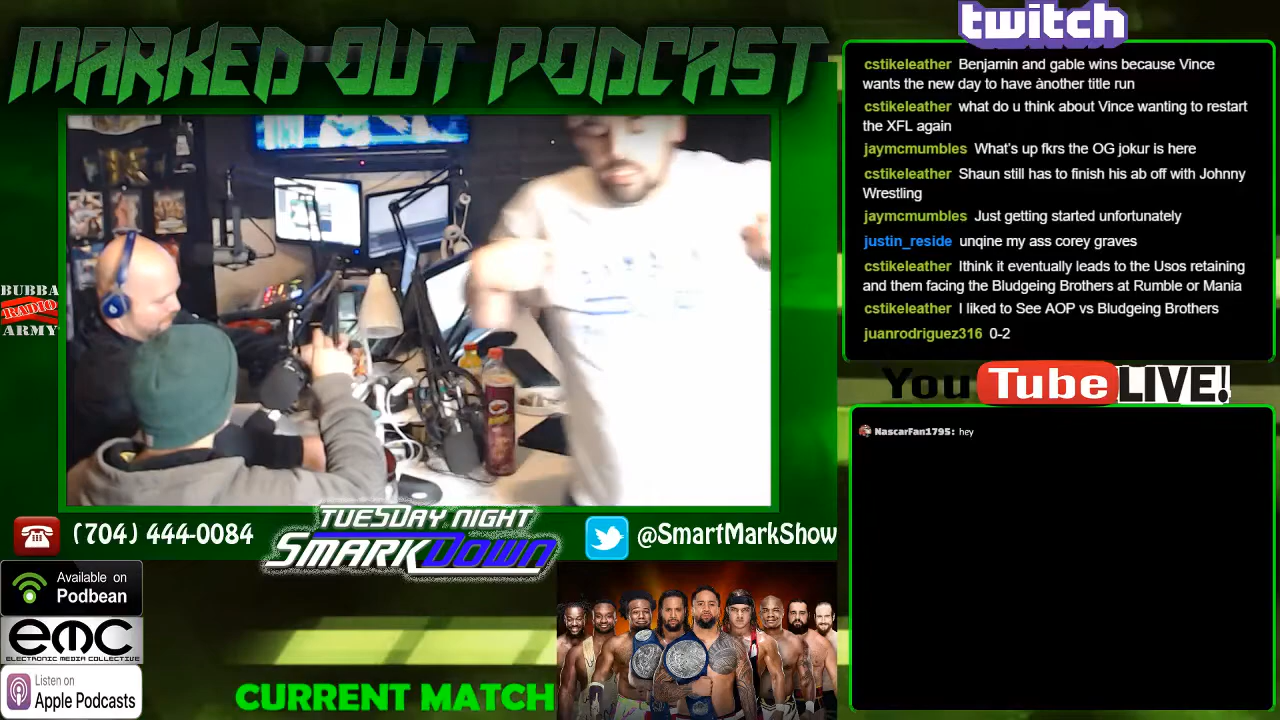 MARKED OUT PODCAST
twitch
cstikeleather Benjamin and gable wins because Vince
wants the new day to have another title run
cstikeleather what do u think about Vince wanting to restart
the XFL again
jaymcmumbles What's up fkrs the OG jokur is here
cstikeleather Shaun still has to finish his ab off with Johnny
Wrestling
jaymcmumbles Just getting started unfortunately
justin_reside unqine my ass corey graves
cstikeleather Ithink it eventually leads to the Usos retaining
and them facing the Bludgeing Brothers at Rumble or Mania
cstikeleather I liked to See AOP vs Bludgeing Brothers
juanrodriguez316 0-2
BUBBA
RADIO
ARMY
YouTube LIVE!
NascarFan1795: hey
(704) 444-0084
TUESDAY NIGHT
SMARKDOWN
@SmartMarkShow
Available on
Podbean
emc
ELECTRONIC MEDIA COLLECTIVE
Listen on
Apple Podcasts
CURRENT MATCH